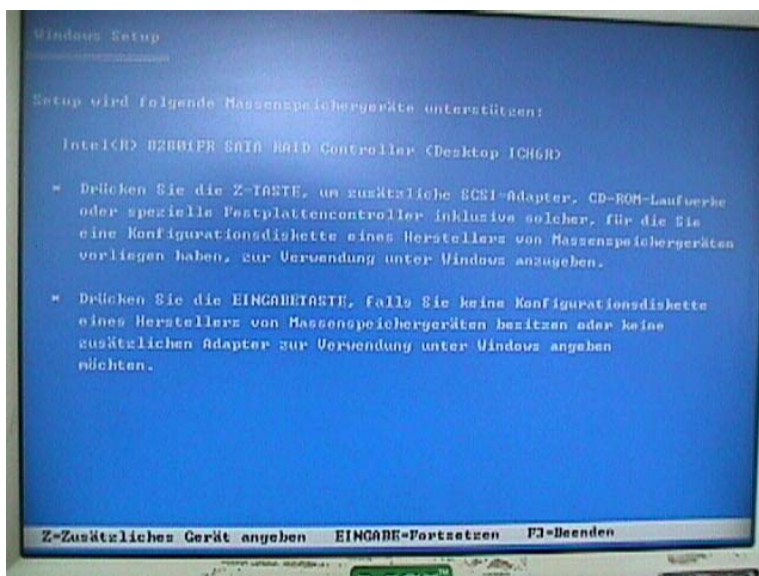 Windows Setup
Setup wird folgende Massenspeichergeräte unterstützen:
Intel(R) 82801FR SATA RAID Controller (Desktop ICH6R)
* Drücken Sie die Z-TASTE, um zusätzliche SCSI-Adapter, CD-ROM-Laufwerke
oder spezielle Festplattencontroller inklusive solcher, für die Sie
eine Konfigurationsdiskette eines Herstellers von Massenspeichergeräten
vorliegen haben, zur Verwendung unter Windows anzugeben.
* Drücken Sie die EINGABETASTE, falls Sie keine Konfigurationsdiskette
eines Herstellers von Massenspeichergeräten besitzen oder keine
zusätzlichen Adapter zur Verwendung unter Windows angeben
möchten.
Z=Zusätzliches Gerät angeben EINGABE=Fortsetzen F3=Beenden